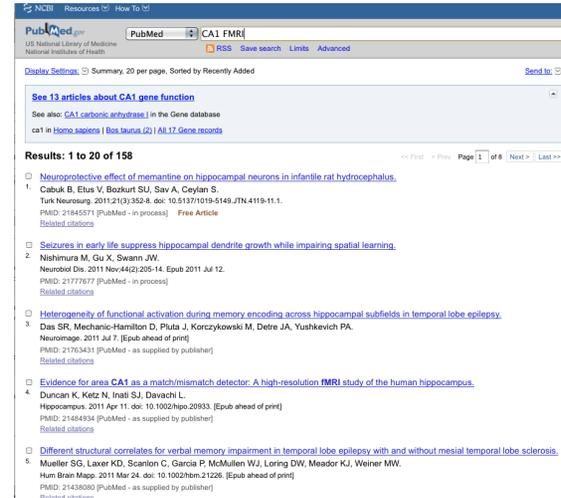 NCBI Resources How To
PubMed.gov PubMed CA1 FMRI
US National Library of Medicine
National Institutes of Health
RSS Save search Limits Advanced
Display Settings: Summary, 20 per page, Sorted by Recently Added Send to:
See 13 articles about CA1 gene function
See also: CA1 carbonic anhydrase I in the Gene database
ca1 in Homo sapiens | Bos taurus (2) | All 17 Gene records
Results: 1 to 20 of 158 << First < Prev Page 1 of 8 Next > Last >>
Neuroprotective effect of memantine on hippocampal neurons in infantile rat hydrocephalus.
1. Cabuk B, Etus V, Bozkurt SU, Sav A, Ceylan S.
Turk Neurosurg. 2011;21(3):352-8. doi: 10.5137/1019-5149.JTN.4119-11.1.
PMID: 21845571 [PubMed - in process] Free Article
Related citations
Seizures in early life suppress hippocampal dendrite growth while impairing spatial learning.
2. Nishimura M, Gu X, Swann JW.
Neurobiol Dis. 2011 Nov;44(2):205-14. Epub 2011 Jul 12.
PMID: 21777677 [PubMed - in process]
Related citations
Heterogeneity of functional activation during memory encoding across hippocampal subfields in temporal lobe epilepsy.
3. Das SR, Mechanic-Hamilton D, Pluta J, Korczykowski M, Detre JA, Yushkevich PA.
Neuroimage. 2011 Jul 7. [Epub ahead of print]
PMID: 21763431 [PubMed - as supplied by publisher]
Related citations
Evidence for area CA1 as a match/mismatch detector: A high-resolution fMRI study of the human hippocampus.
4. Duncan K, Ketz N, Inati SJ, Davachi L.
Hippocampus. 2011 Apr 11. doi: 10.1002/hipo.20933. [Epub ahead of print]
PMID: 21484934 [PubMed - as supplied by publisher]
Related citations
Different structural correlates for verbal memory impairment in temporal lobe epilepsy with and without mesial temporal lobe sclerosis.
5. Mueller SG, Laxer KD, Scanlon C, Garcia P, McMullen WJ, Loring DW, Meador KJ, Weiner MW.
Hum Brain Mapp. 2011 Mar 24. doi: 10.1002/hbm.21226. [Epub ahead of print]
PMID: 21438080 [PubMed - as supplied by publisher]
Related citations